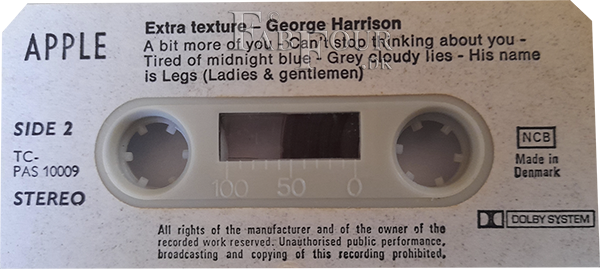 APPLE
Extra texture - George Harrison
A bit more of you - Can't stop thinking about you -
Tired of midnight blue - Grey cloudy lies - His name
is Legs (Ladies & gentlemen)
FABFOUR
.DK
SIDE 2
TC-
PAS 10009
STEREO
100 50 0
NCB
Made in
Denmark
DOLBY SYSTEM
All rights of the manufacturer and of the owner of the
recorded work reserved. Unauthorised public performance,
broadcasting and copying of this recording prohibited.